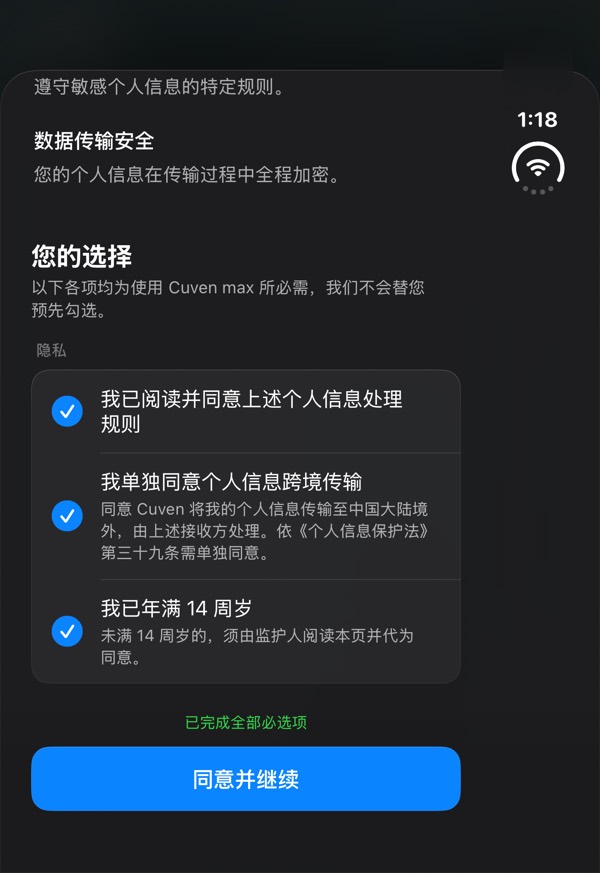 遵守敏感个人信息的特定规则。
1:18
数据传输安全
您的个人信息在传输过程中全程加密。
您的选择
以下各项均为使用 Cuven max 所必需，我们不会替您
预先勾选。
隐私
我已阅读并同意上述个人信息处理
规则
我单独同意个人信息跨境传输
同意 Cuven 将我的个人信息传输至中国大陆境
外，由上述接收方处理。依《个人信息保护法》
第三十九条需单独同意。
我已年满 14 周岁
未满 14 周岁的，须由监护人阅读本页并代为
同意。
已完成全部必选项
同意并继续